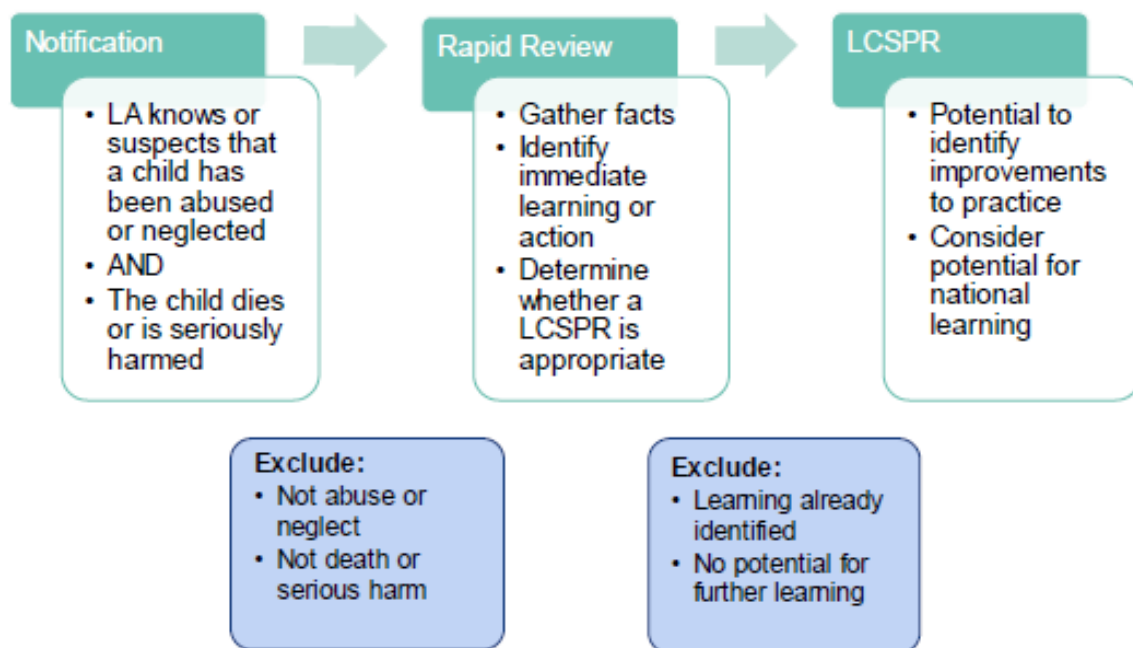 Notification
• LA knows or
suspects that
a child has
been abused
or neglected
• AND
• The child dies
or is seriously
harmed
Rapid Review
• Gather facts
• Identify
immediate
learning or
action
• Determine
whether a
LCSPR is
appropriate
LCSPR
• Potential to
identify
improvements
to practice
• Consider
potential for
national
learning
Exclude:
• Not abuse or
neglect
• Not death or
serious harm
Exclude:
• Learning already
identified
• No potential for
further learning